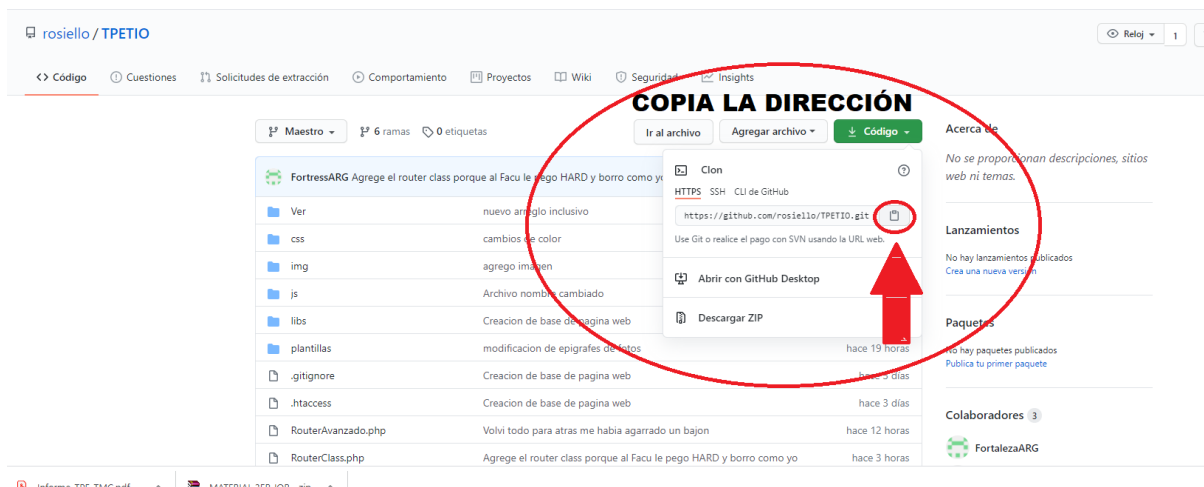 rosiello / TPETIO
Reloj 1
Código Cuestiones Solicitudes de extracción Comportamiento Proyectos Wiki Seguridad Insights
COPIA LA DIRECCIÓN
Maestro 6 ramas 0 etiquetas Ir al archivo Agregar archivo Código
FortressARG Agrege el router class porque al Facu le pego HARD y borro como yo
Ver nuevo arreglo inclusivo
css cambios de color
img agrego imagen
js Archivo nombre cambiado
libs Creacion de base de pagina web
plantillas modificacion de epigrafes de fotos hace 19 horas
.gitignore Creacion de base de pagina web hace 3 días
.htaccess Creacion de base de pagina web hace 3 días
RouterAvanzado.php Volvi todo para atras me habia agarrado un bajon hace 12 horas
RouterClass.php Agrege el router class porque al Facu le pego HARD y borro como yo hace 3 horas
Clon
HTTPS SSH CLI de GitHub
https://github.com/rosiello/TPETIO.git
Use Git o realice el pago con SVN usando la URL web.
Abrir con GitHub Desktop
Descargar ZIP
Acerca de
No se proporcionan descripciones, sitios
web ni temas.
Lanzamientos
No hay lanzamientos publicados
Crea una nueva versión
Paquetes
No hay paquetes publicados
Publica tu primer paquete
Colaboradores 3
FortalezaARG